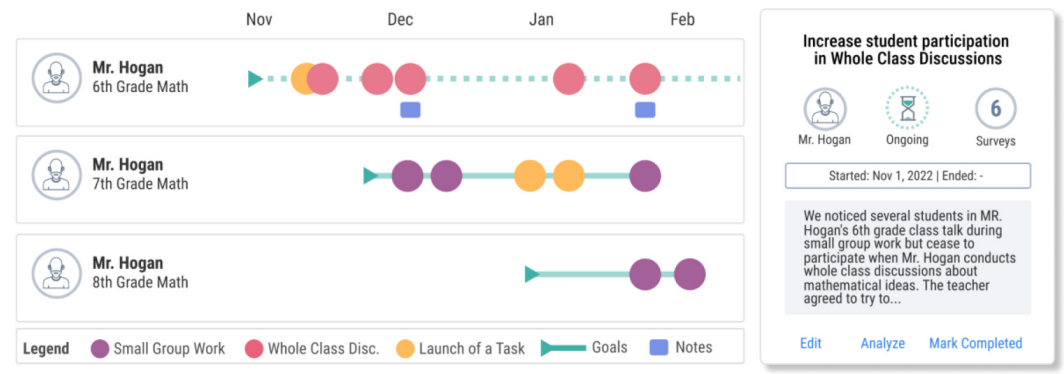 Nov Dec Jan Feb
Mr. Hogan
6th Grade Math
Mr. Hogan
7th Grade Math
Mr. Hogan
8th Grade Math
Legend Small Group Work Whole Class Disc. Launch of a Task Goals Notes
Increase student participation
in Whole Class Discussions
6
Mr. Hogan Ongoing Surveys
Started: Nov 1, 2022 | Ended: -
We noticed several students in MR.
Hogan's 6th grade class talk during
small group work but cease to
participate when Mr. Hogan conducts
whole class discussions about
mathematical ideas. The teacher
agreed to try to...
Edit Analyze Mark Completed